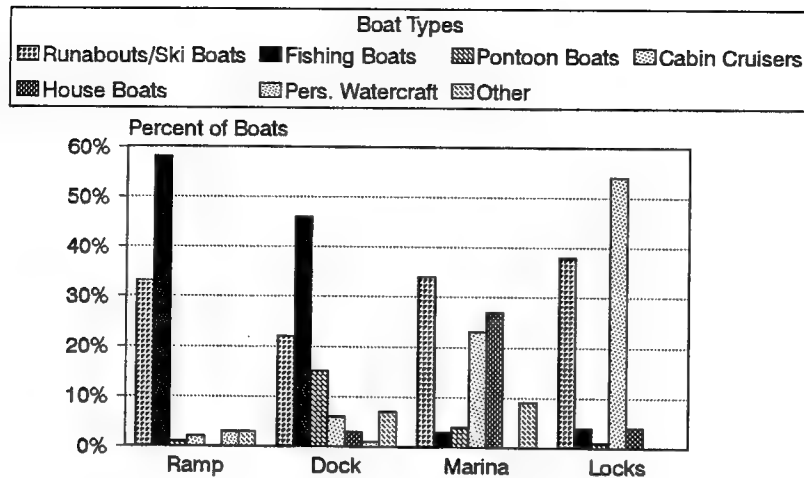 Boat Types
Runabouts/Ski Boats Fishing Boats Pontoon Boats Cabin Cruisers
House Boats Pers. Watercraft Other
Percent of Boats
60%
50%
40%
30%
20%
10%
0%
Ramp Dock Marina Locks